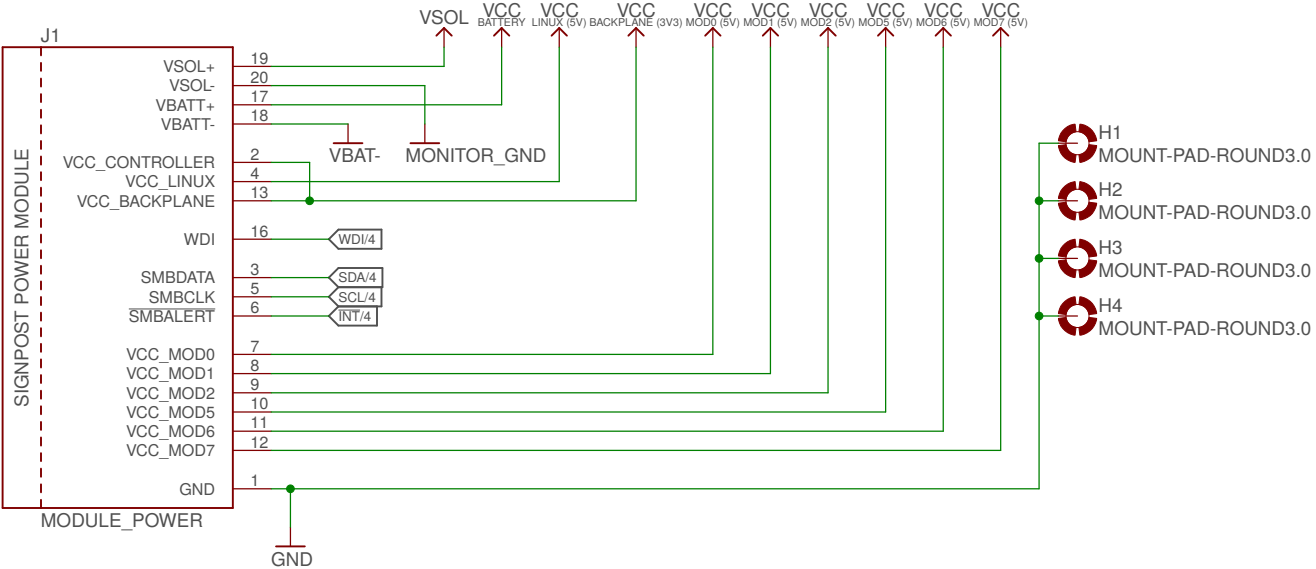 VSOL
VCC
BATTERY
VCC
LINUX (5V)
VCC
BACKPLANE (3V3)
VCC
MOD0 (5V)
VCC
MOD1 (5V)
VCC
MOD2 (5V)
VCC
MOD5 (5V)
VCC
MOD6 (5V)
VCC
MOD7 (5V)
J1
SIGNPOST POWER MODULE
VSOL+ 19
VSOL- 20
VBATT+ 17
VBATT- 18
VBAT-
MONITOR_GND
VCC_CONTROLLER 2
VCC_LINUX 4
VCC_BACKPLANE 13
WDI 16 WDI/4
SMBDATA 3 SDA/4
SMBCLK 5 SCL/4
SMBALERT 6 INT/4
VCC_MOD0 7
VCC_MOD1 8
VCC_MOD2 9
VCC_MOD5 10
VCC_MOD6 11
VCC_MOD7 12
GND 1
MODULE_POWER
GND
H1
MOUNT-PAD-ROUND3.0
H2
MOUNT-PAD-ROUND3.0
H3
MOUNT-PAD-ROUND3.0
H4
MOUNT-PAD-ROUND3.0